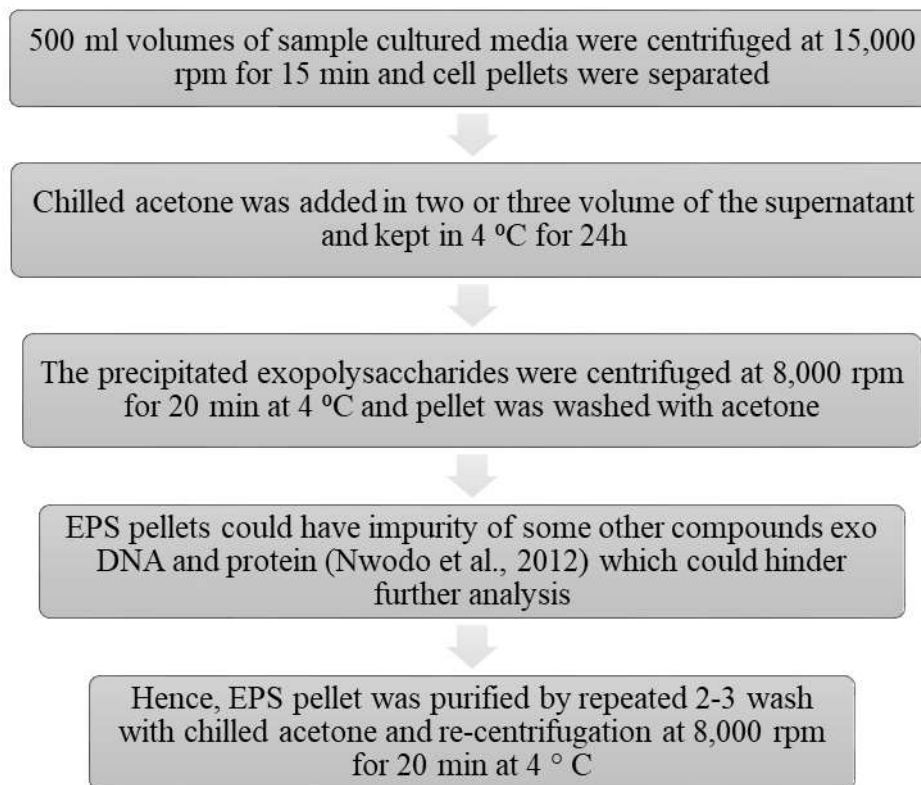 500 ml volumes of sample cultured media were centrifuged at 15,000
rpm for 15 min and cell pellets were separated
Chilled acetone was added in two or three volume of the supernatant
and kept in 4 ⁰C for 24h
The precipitated exopolysaccharides were centrifuged at 8,000 rpm
for 20 min at 4 ⁰C and pellet was washed with acetone
EPS pellets could have impurity of some other compounds exo
DNA and protein (Nwodo et al., 2012) which could hinder
further analysis
Hence, EPS pellet was purified by repeated 2-3 wash
with chilled acetone and re-centrifugation at 8,000 rpm
for 20 min at 4 ° C